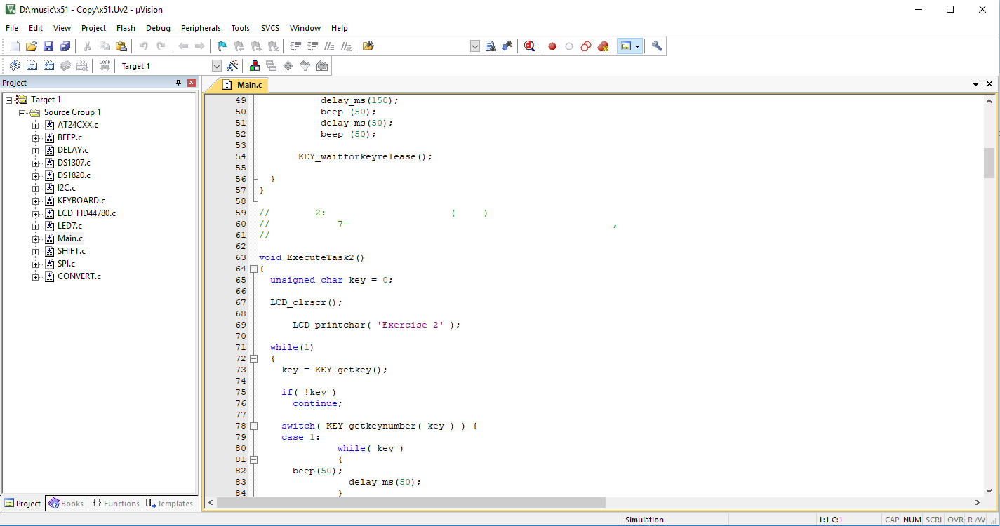 D:\music\x51 - Copy\x51.Uv2 - µVision
File Edit View Project Flash Debug Peripherals Tools SVCS Window Help
LOAD
Target 1
Project
Target 1
Source Group 1
AT24CXX.c
BEEP.c
DELAY.c
DS1307.c
DS1820.c
I2C.c
KEYBOARD.c
LCD_HD44780.c
LED7.c
Main.c
SHIFT.c
SPI.c
CONVERT.c
Project Books {} Functions 0 Templates
Main.c
49 delay_ms(150);
50 beep (50);
51 delay_ms(50);
52 beep (50);
53
54 KEY_waitforkeyrelease();
55
56 }
57 }
58
59 // 2: ( )
60 // 7- ,
61 //
62
63 void ExecuteTask2()
64 {
65 unsigned char key = 0;
66
67 LCD_clrscr();
68
69 LCD_printchar( 'Exercise 2' );
70
71 while(1)
72 {
73 key = KEY_getkey();
74
75 if( !key )
76 continue;
77
78 switch( KEY_getkeynumber( key ) ) {
79 case 1:
80 while( key )
81 {
82 beep(50);
83 delay_ms(50);
84 }
Simulation L:1 C:1 CAP NUM SCRL OVR R/W